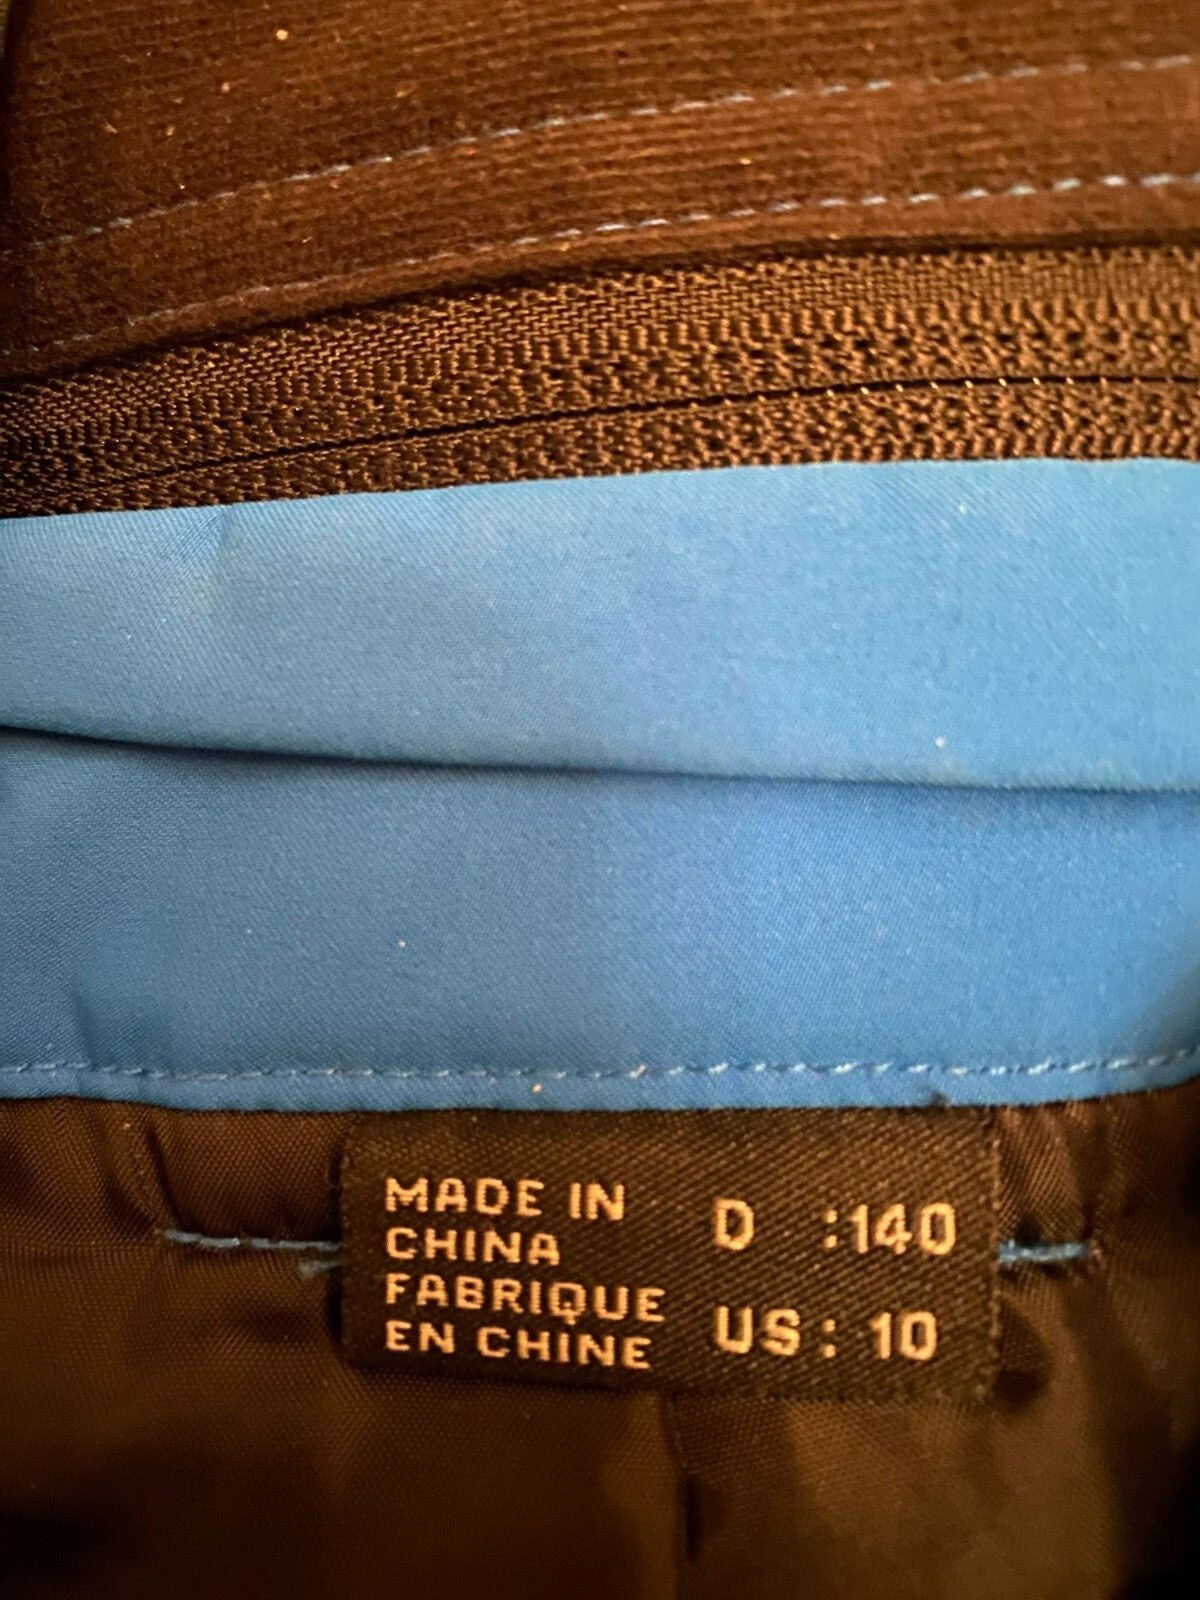 MADE IN
CHINA
FABRIQUE
EN CHINE
D :140
US: 10